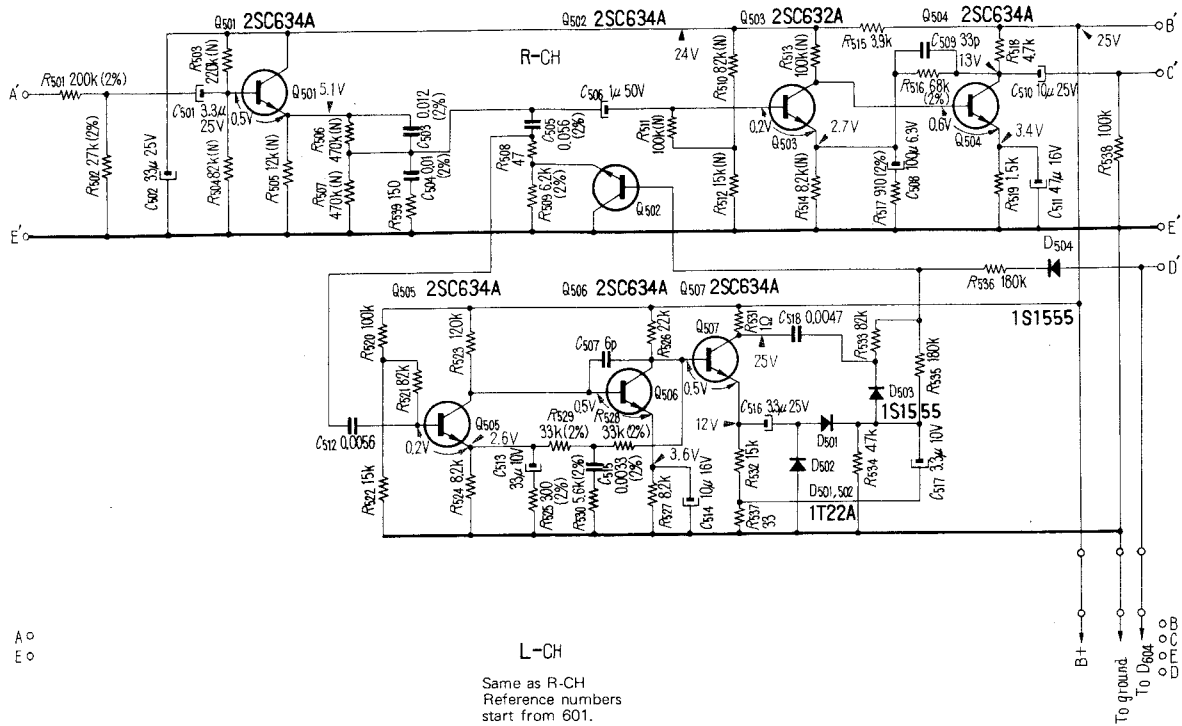 Q501 2SC634A
Q502 2SC634A
Q503 2SC632A
Q504 2SC634A
R-CH
24V
25V
B'
C'
A'
E'
E'
D'
R501 200k(2%)
R502 27k(2%)
C501 3.3μ 25V
C502 33μ 25V
R503 220k(N)
R504 82k(N)
0.5V
Q501
5.1V
R505 12k(N)
R506 470k(N)
R507 470k(N)
C503 0.012 (2%)
C504 0.01 (2%)
R539 150
C505 0.056 (2%)
R508 47
R509 6.2k (2%)
C506 1μ 50V
Q502
R510 82k(N)
R511 100k(N)
R512 15k(N)
R513 100k(N)
0.2V
Q503
2.7V
R514 8.2k(N)
R515 3.9k
C509 33p
13V
R516 68k (2%)
C508 100μ 6.3V
R517 910 (2%)
0.6V
Q504
R518 4.7k
C510 10μ 25V
3.4V
R519 1.5k
C511 47μ 16V
R538 100k
D504
R536 180k
1S1555
Q505 2SC634A
Q506 2SC634A
Q507 2SC634A
R520 100k
R521 82k
R522 15k
C512 0.0056
0.2V
Q505
R523 120k
2.6V
R524 8.2k
C513 33μ 10V
R525 300 (2%)
R529 33k(2%)
R528 33k(2%)
C515 0.0033 (2%)
R530 5.6k(2%)
C507 6p
0.5V
Q506
R526 22k
3.6V
R527 8.2k
C514 10μ 16V
Q507
0.5V
R531 1Ω
25V
C518 0.0047
12V
C516 33μ 25V
R532 15k
R537 33
D501
D502
D501,502
1T22A
D503
1S1555
R533 82k
R534 47k
R535 180k
C517 3.3μ 10V
A
E
L-CH
Same as R-CH
Reference numbers
start from 601.
B+
To ground
To D604
B
C
E
D